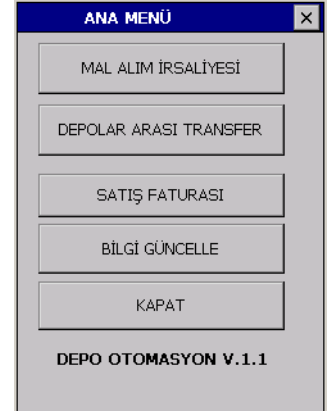 ANA MENÜ
MAL ALIM İRSALİYESİ
DEPOLAR ARASI TRANSFER
SATIŞ FATURASI
BİLGİ GÜNCELLE
KAPAT
DEPO OTOMASYON V.1.1